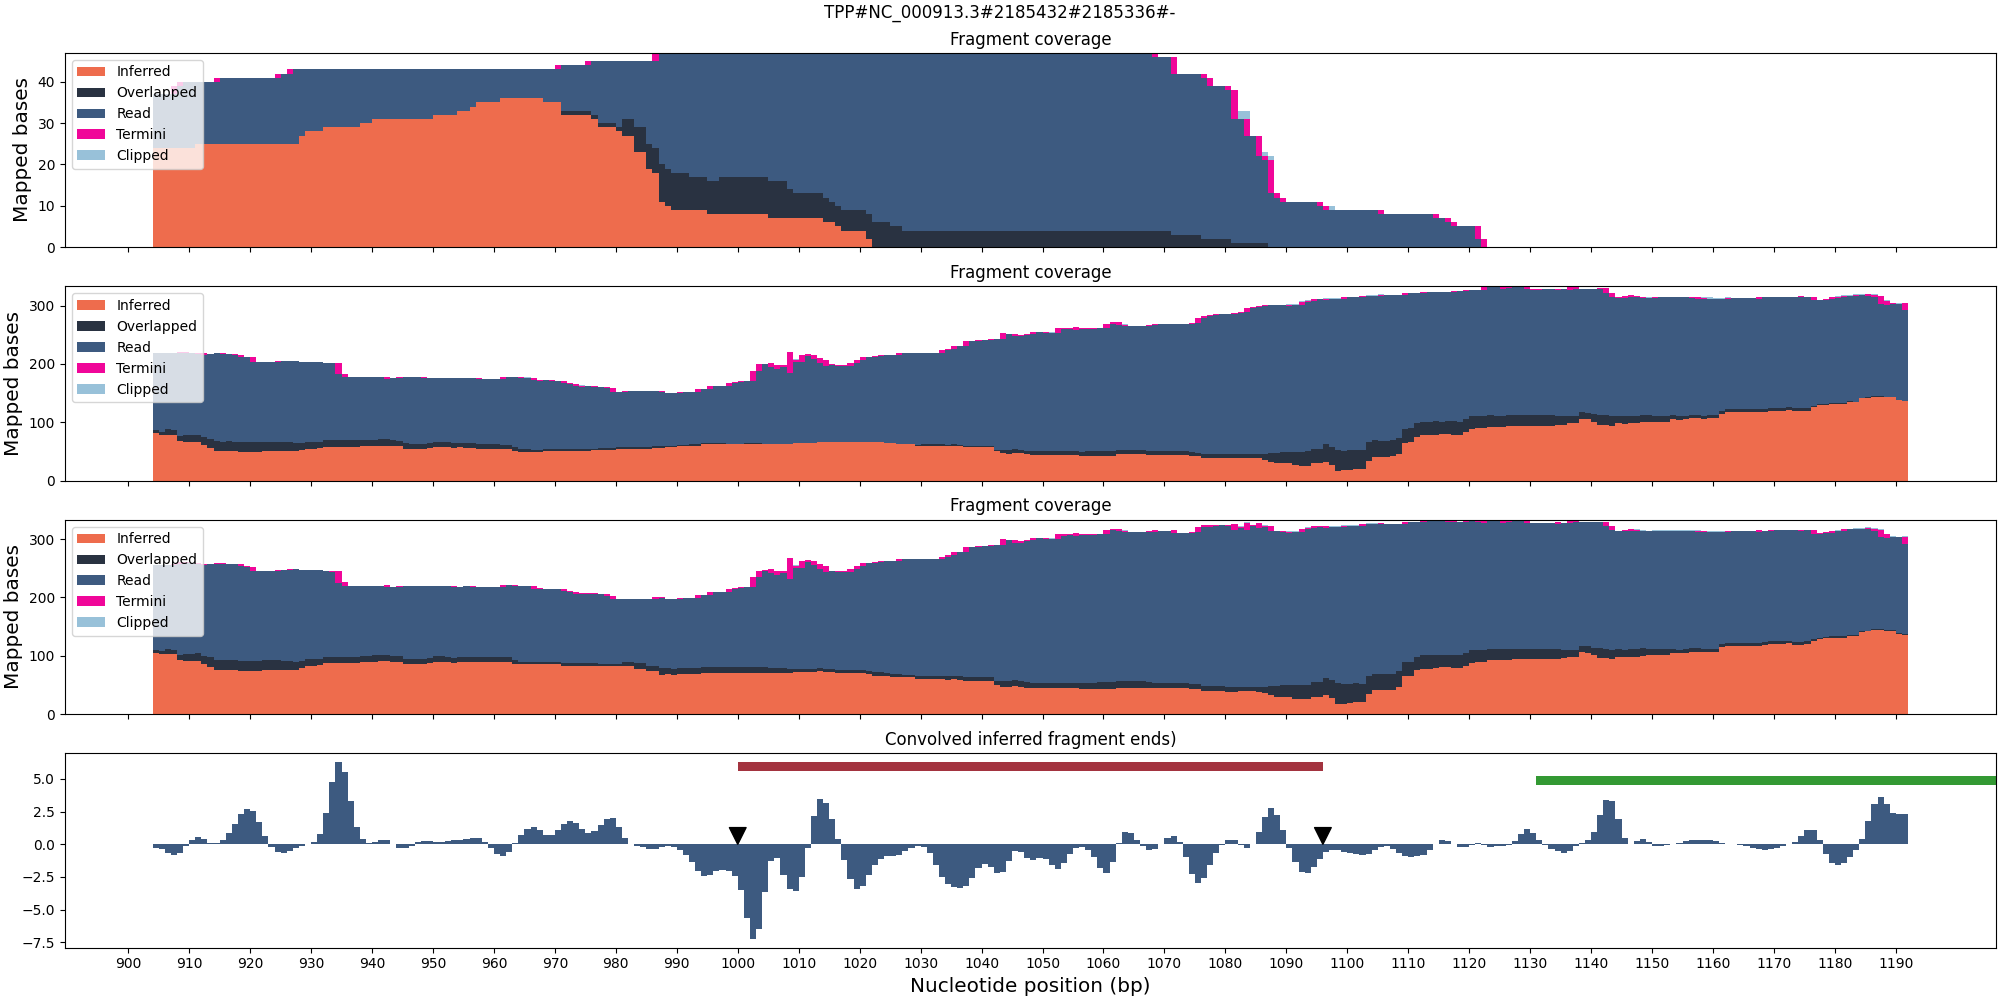 TPP#NC_000913.3#2185432#2185336#-
Fragment coverage
Mapped bases
40
30
20
10
0
Inferred
Overlapped
Read
Termini
Clipped
Fragment coverage
Mapped bases
300
200
100
0
Inferred
Overlapped
Read
Termini
Clipped
Fragment coverage
Mapped bases
300
200
100
0
Inferred
Overlapped
Read
Termini
Clipped
Convolved inferred fragment ends)
5.0
2.5
0.0
−2.5
−5.0
−7.5
900 910 920 930 940 950 960 970 980 990 1000 1010 1020 1030 1040 1050 1060 1070 1080 1090 1100 1110 1120 1130 1140 1150 1160 1170 1180 1190
Nucleotide position (bp)